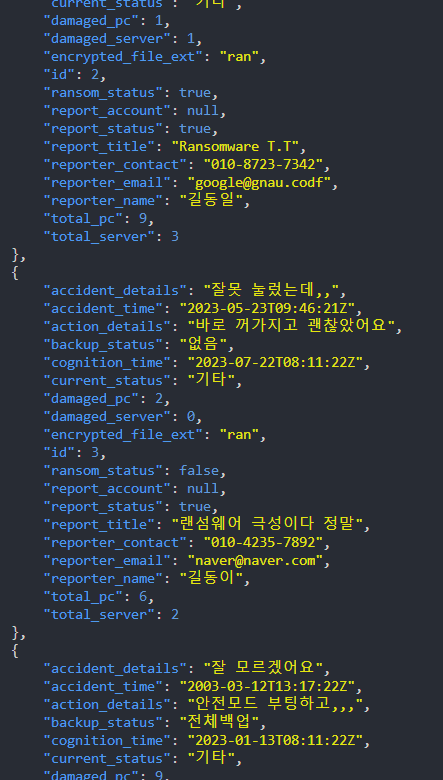 "current_status": "기타",
"damaged_pc": 1,
"damaged_server": 1,
"encrypted_file_ext": "ran",
"id": 2,
"ransom_status": true,
"report_account": null,
"report_status": true,
"report_title": "Ransomware T.T",
"reporter_contact": "010-8723-7342",
"reporter_email": "google@gnau.codf",
"reporter_name": "길동일",
"total_pc": 9,
"total_server": 3
},
{
"accident_details": "잘못 눌렀는데,,",
"accident_time": "2023-05-23T09:46:21Z",
"action_details": "바로 꺼가지고 괜찮았어요",
"backup_status": "없음",
"cognition_time": "2023-07-22T08:11:22Z",
"current_status": "기타",
"damaged_pc": 2,
"damaged_server": 0,
"encrypted_file_ext": "ran",
"id": 3,
"ransom_status": false,
"report_account": null,
"report_status": true,
"report_title": "랜섬웨어 극성이다 정말",
"reporter_contact": "010-4235-7892",
"reporter_email": "naver@naver.com",
"reporter_name": "길동이",
"total_pc": 6,
"total_server": 2
},
{
"accident_details": "잘 모르겠어요",
"accident_time": "2003-03-12T13:17:22Z",
"action_details": "안전모드 부팅하고,,,",
"backup_status": "전체백업",
"cognition_time": "2023-01-13T08:11:22Z",
"current_status": "기타",
"damaged_pc": 9,